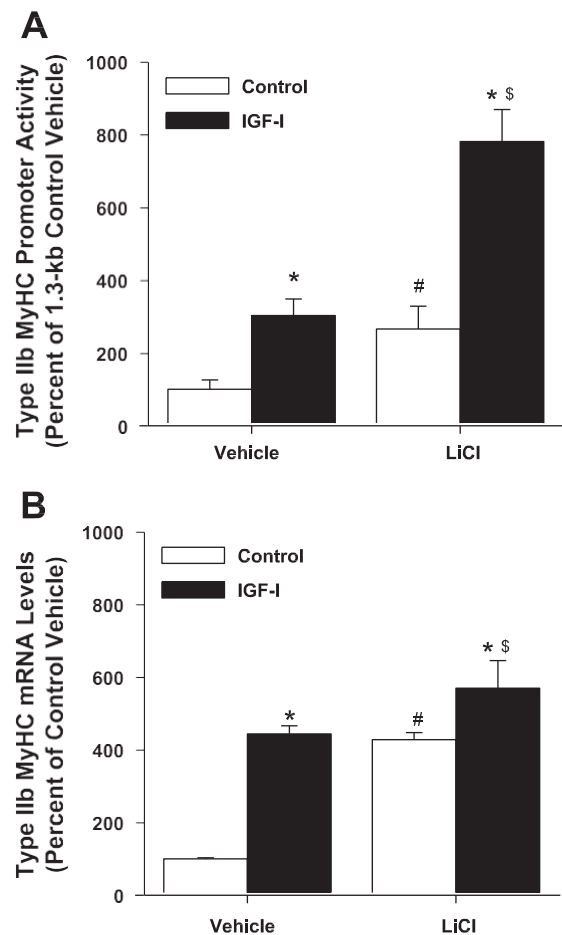 A
Type IIb MyHC Promoter Activity
(Percent of 1.3-kb Control Vehicle)
1000
800
600
400
200
0
Control
IGF-I
*
#
* $
Vehicle
LiCl
B
Type IIb MyHC mRNA Levels
(Percent of Control Vehicle)
1000
800
600
400
200
0
Control
IGF-I
*
#
* $
Vehicle
LiCl